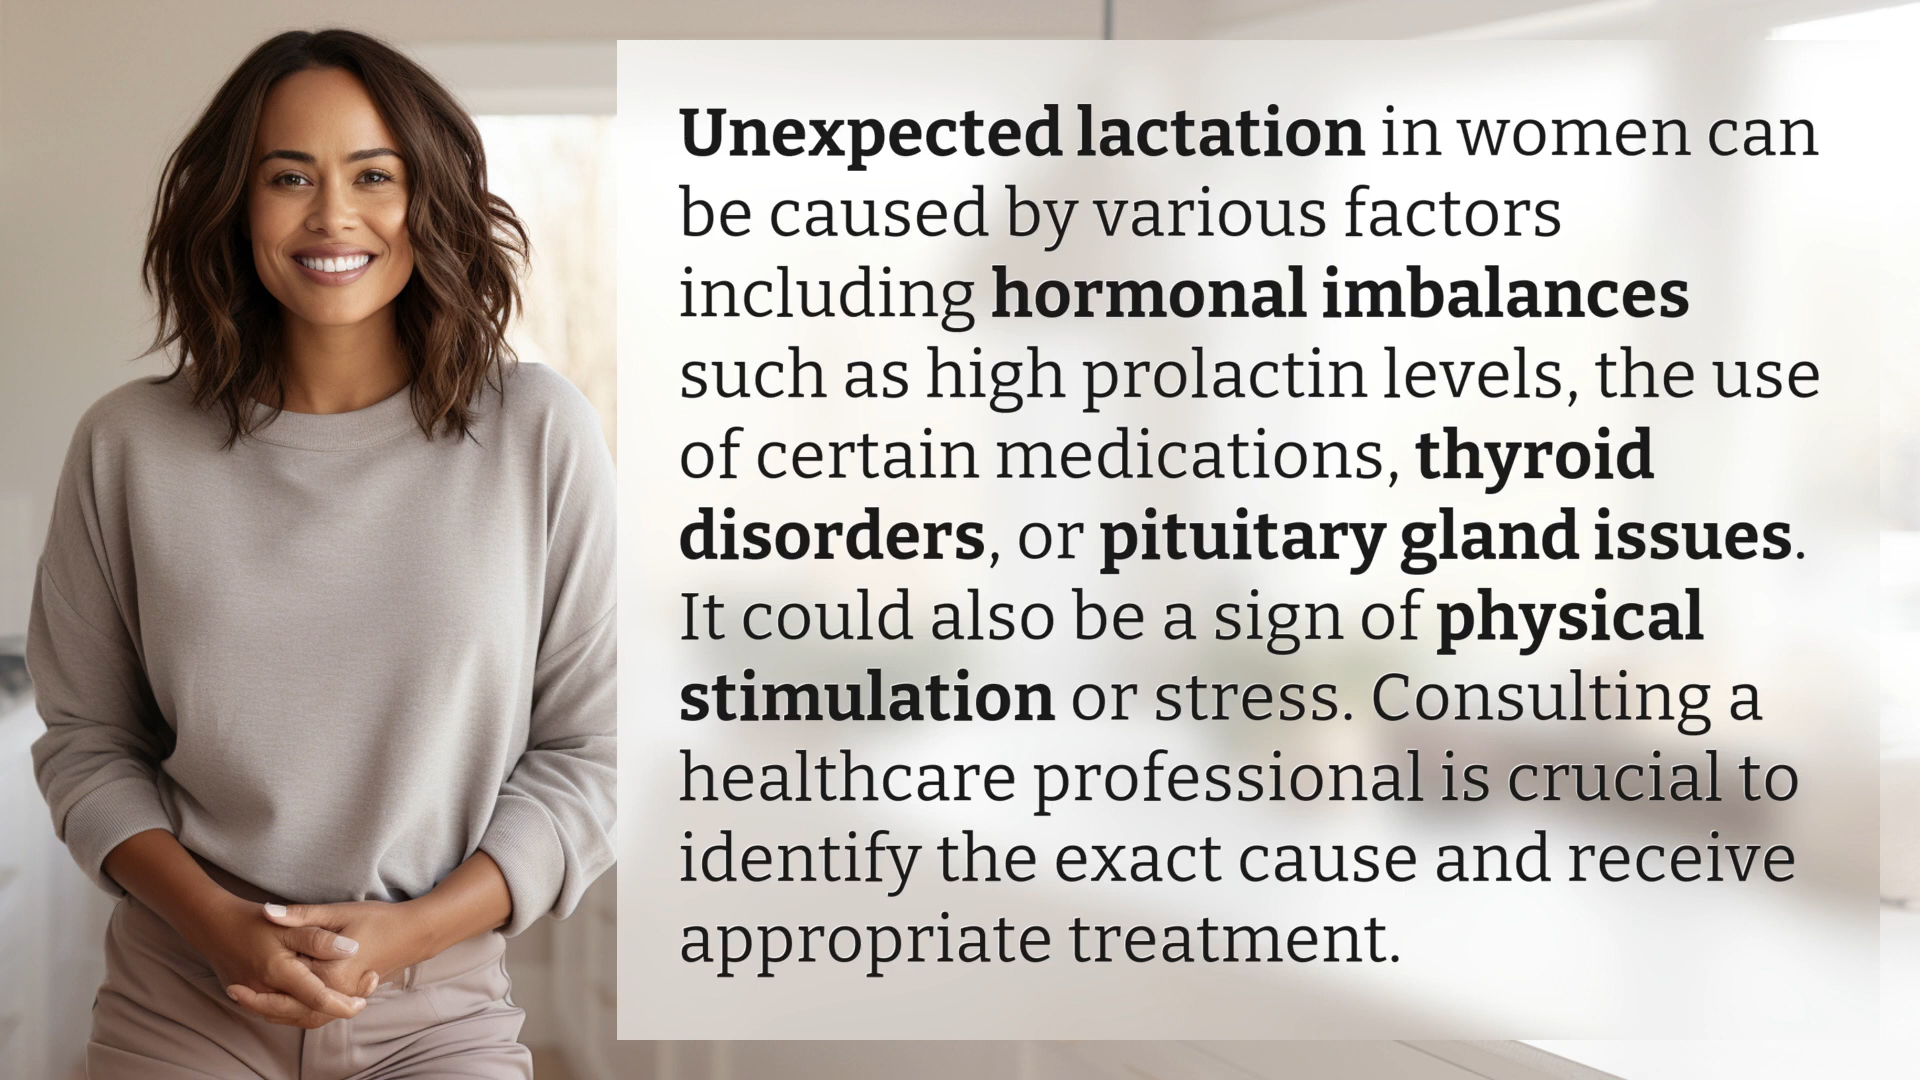 Unexpected lactation in women can
be caused by various factors
including hormonal imbalances
such as high prolactin levels, the use
of certain medications, thyroid
disorders, or pituitary gland issues.
It could also be a sign of physical
stimulation or stress. Consulting a
healthcare professional is crucial to
identify the exact cause and receive
appropriate treatment.